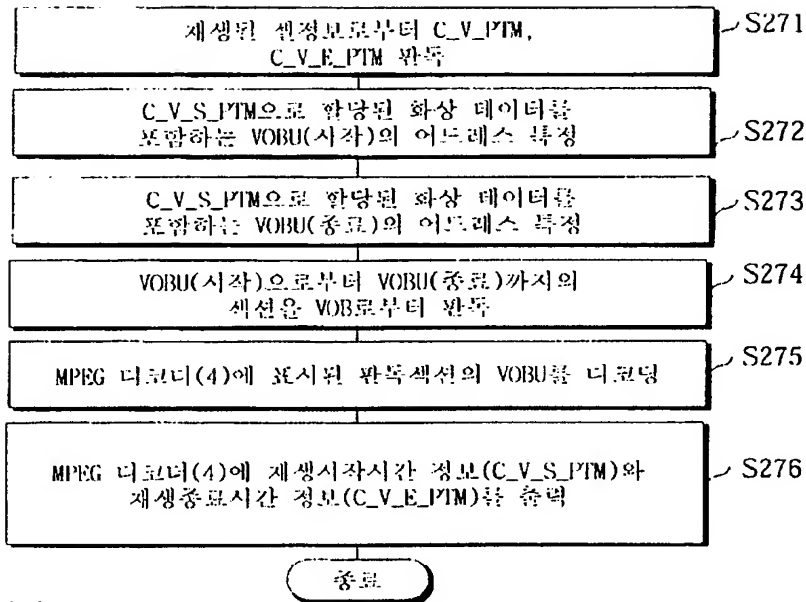 재생된 셀정보로부터 C_V_PTM,
C_V_E_PTM 판독
S271
C_V_S_PTM으로 할당된 화상 데이터를
포함하는 VOBU(시작)의 어드레스 특정
S272
C_V_S_PTM으로 할당된 화상 데이터를
포함하는 VOBU(종료)의 어드레스 특정
S273
VOBU(시작)으로부터 VOBU(종료)까지의
섹션을 VOB로부터 판독
S274
MPEG 디코더(4)에 표시된 판독섹션의 VOBU를 디코딩
S275
MPEG 디코더(4)에 재생시작시간 정보(C_V_S_PTM)와
재생종료시간 정보(C_V_E_PTM)를 출력
S276
종료